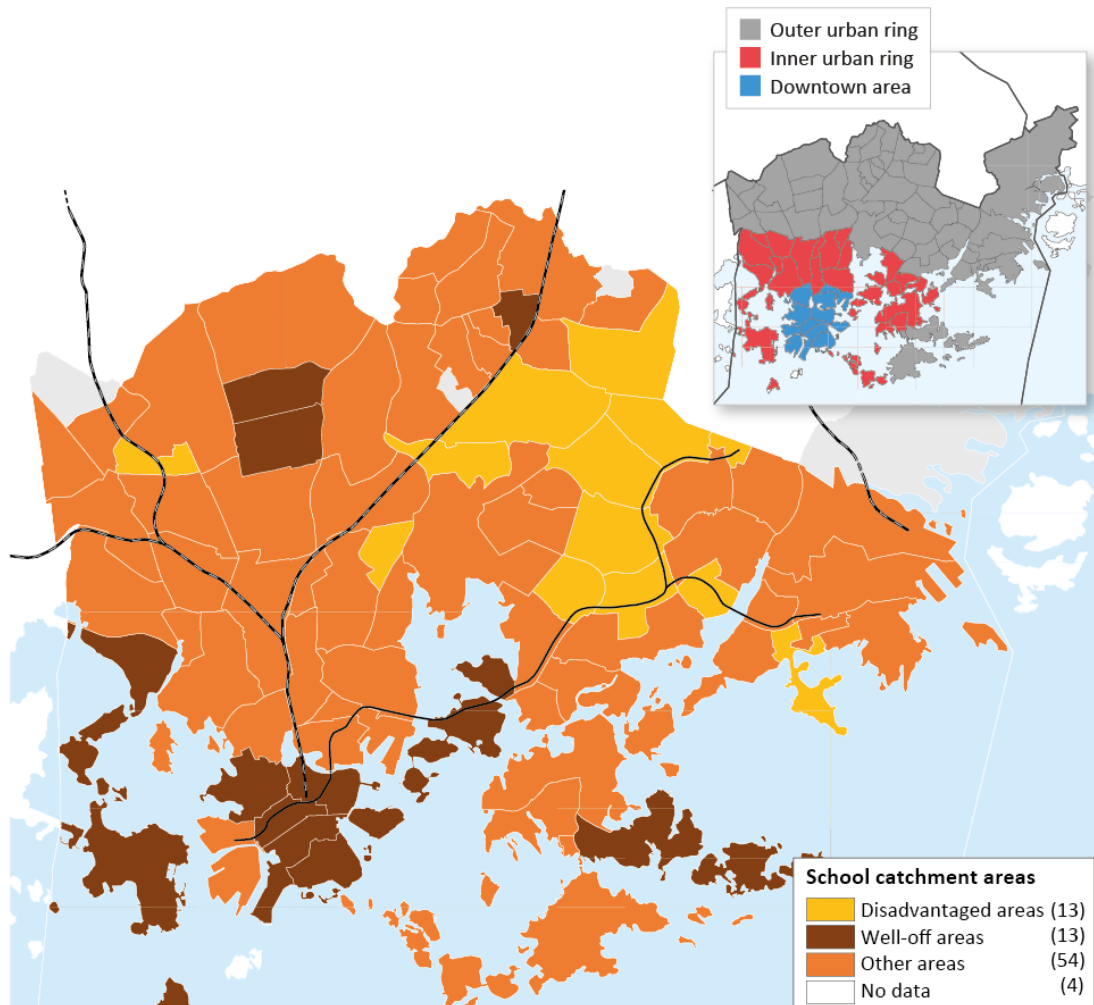 Outer urban ring
Inner urban ring
Downtown area
School catchment areas
Disadvantaged areas (13)
Well-off areas (13)
Other areas (54)
No data (4)